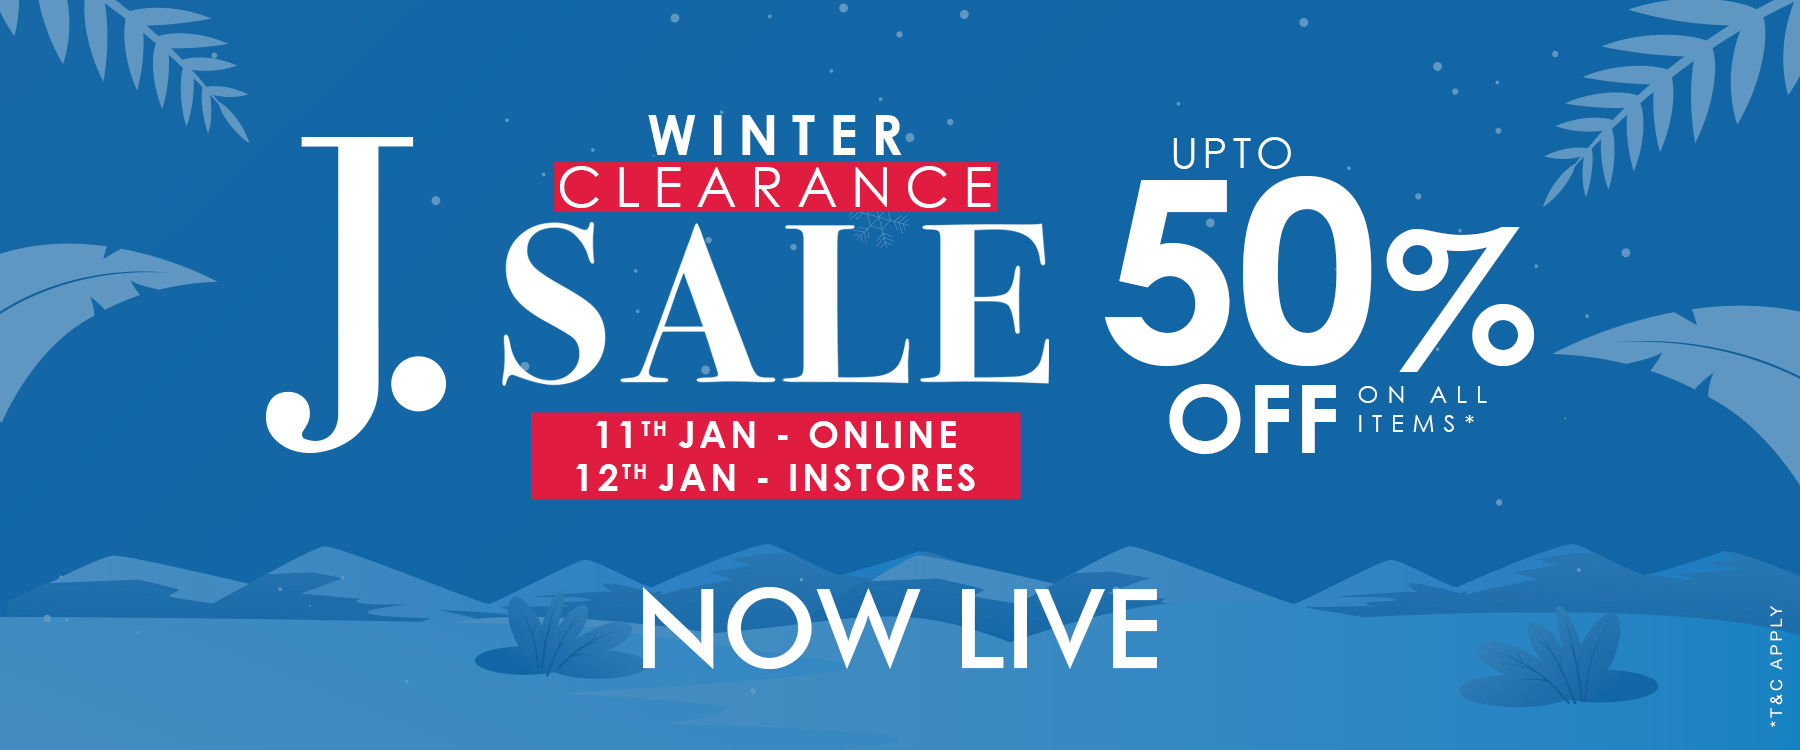 J.
WINTER
CLEARANCE
SALE
11TH JAN - ONLINE
12TH JAN - INSTORES
UPTO
50%
OFF
ON ALL
ITEMS*
NOW LIVE
*T&C APPLY